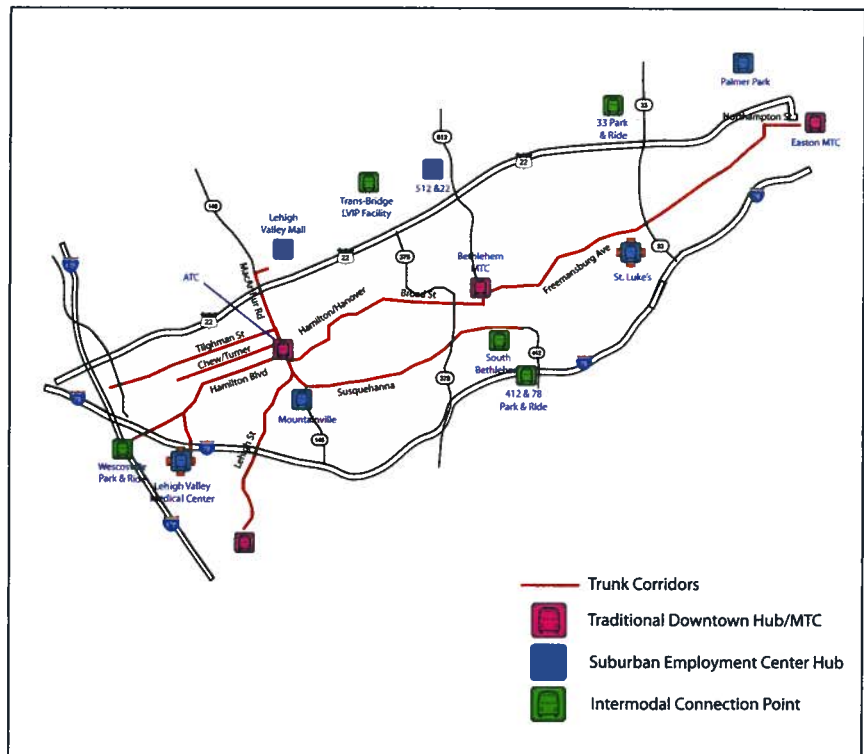 Palmer Park
33
33 Park
& Ride
Northampton St
Easton MTC
512
22
512 &22
Trans-Bridge
LVIP Facility
Lehigh
Valley Mall
145
22
378
Bethlehem
MTC
33
St. Luke's
Freemansburg Ave
78
ATC
MacArthur Rd
Hamilton/Hanover
Broad St
22
Tilghman St
Chew/Turner
Hamilton Blvd
South
Bethlehem
412
78
412 & 78
Park & Ride
Susquehanna
378
Mountainville
145
Lehigh St
Wescosville
Park & Ride
Lehigh Valley
Medical Center
Trunk Corridors
Traditional Downtown Hub/MTC
Suburban Employment Center Hub
Intermodal Connection Point